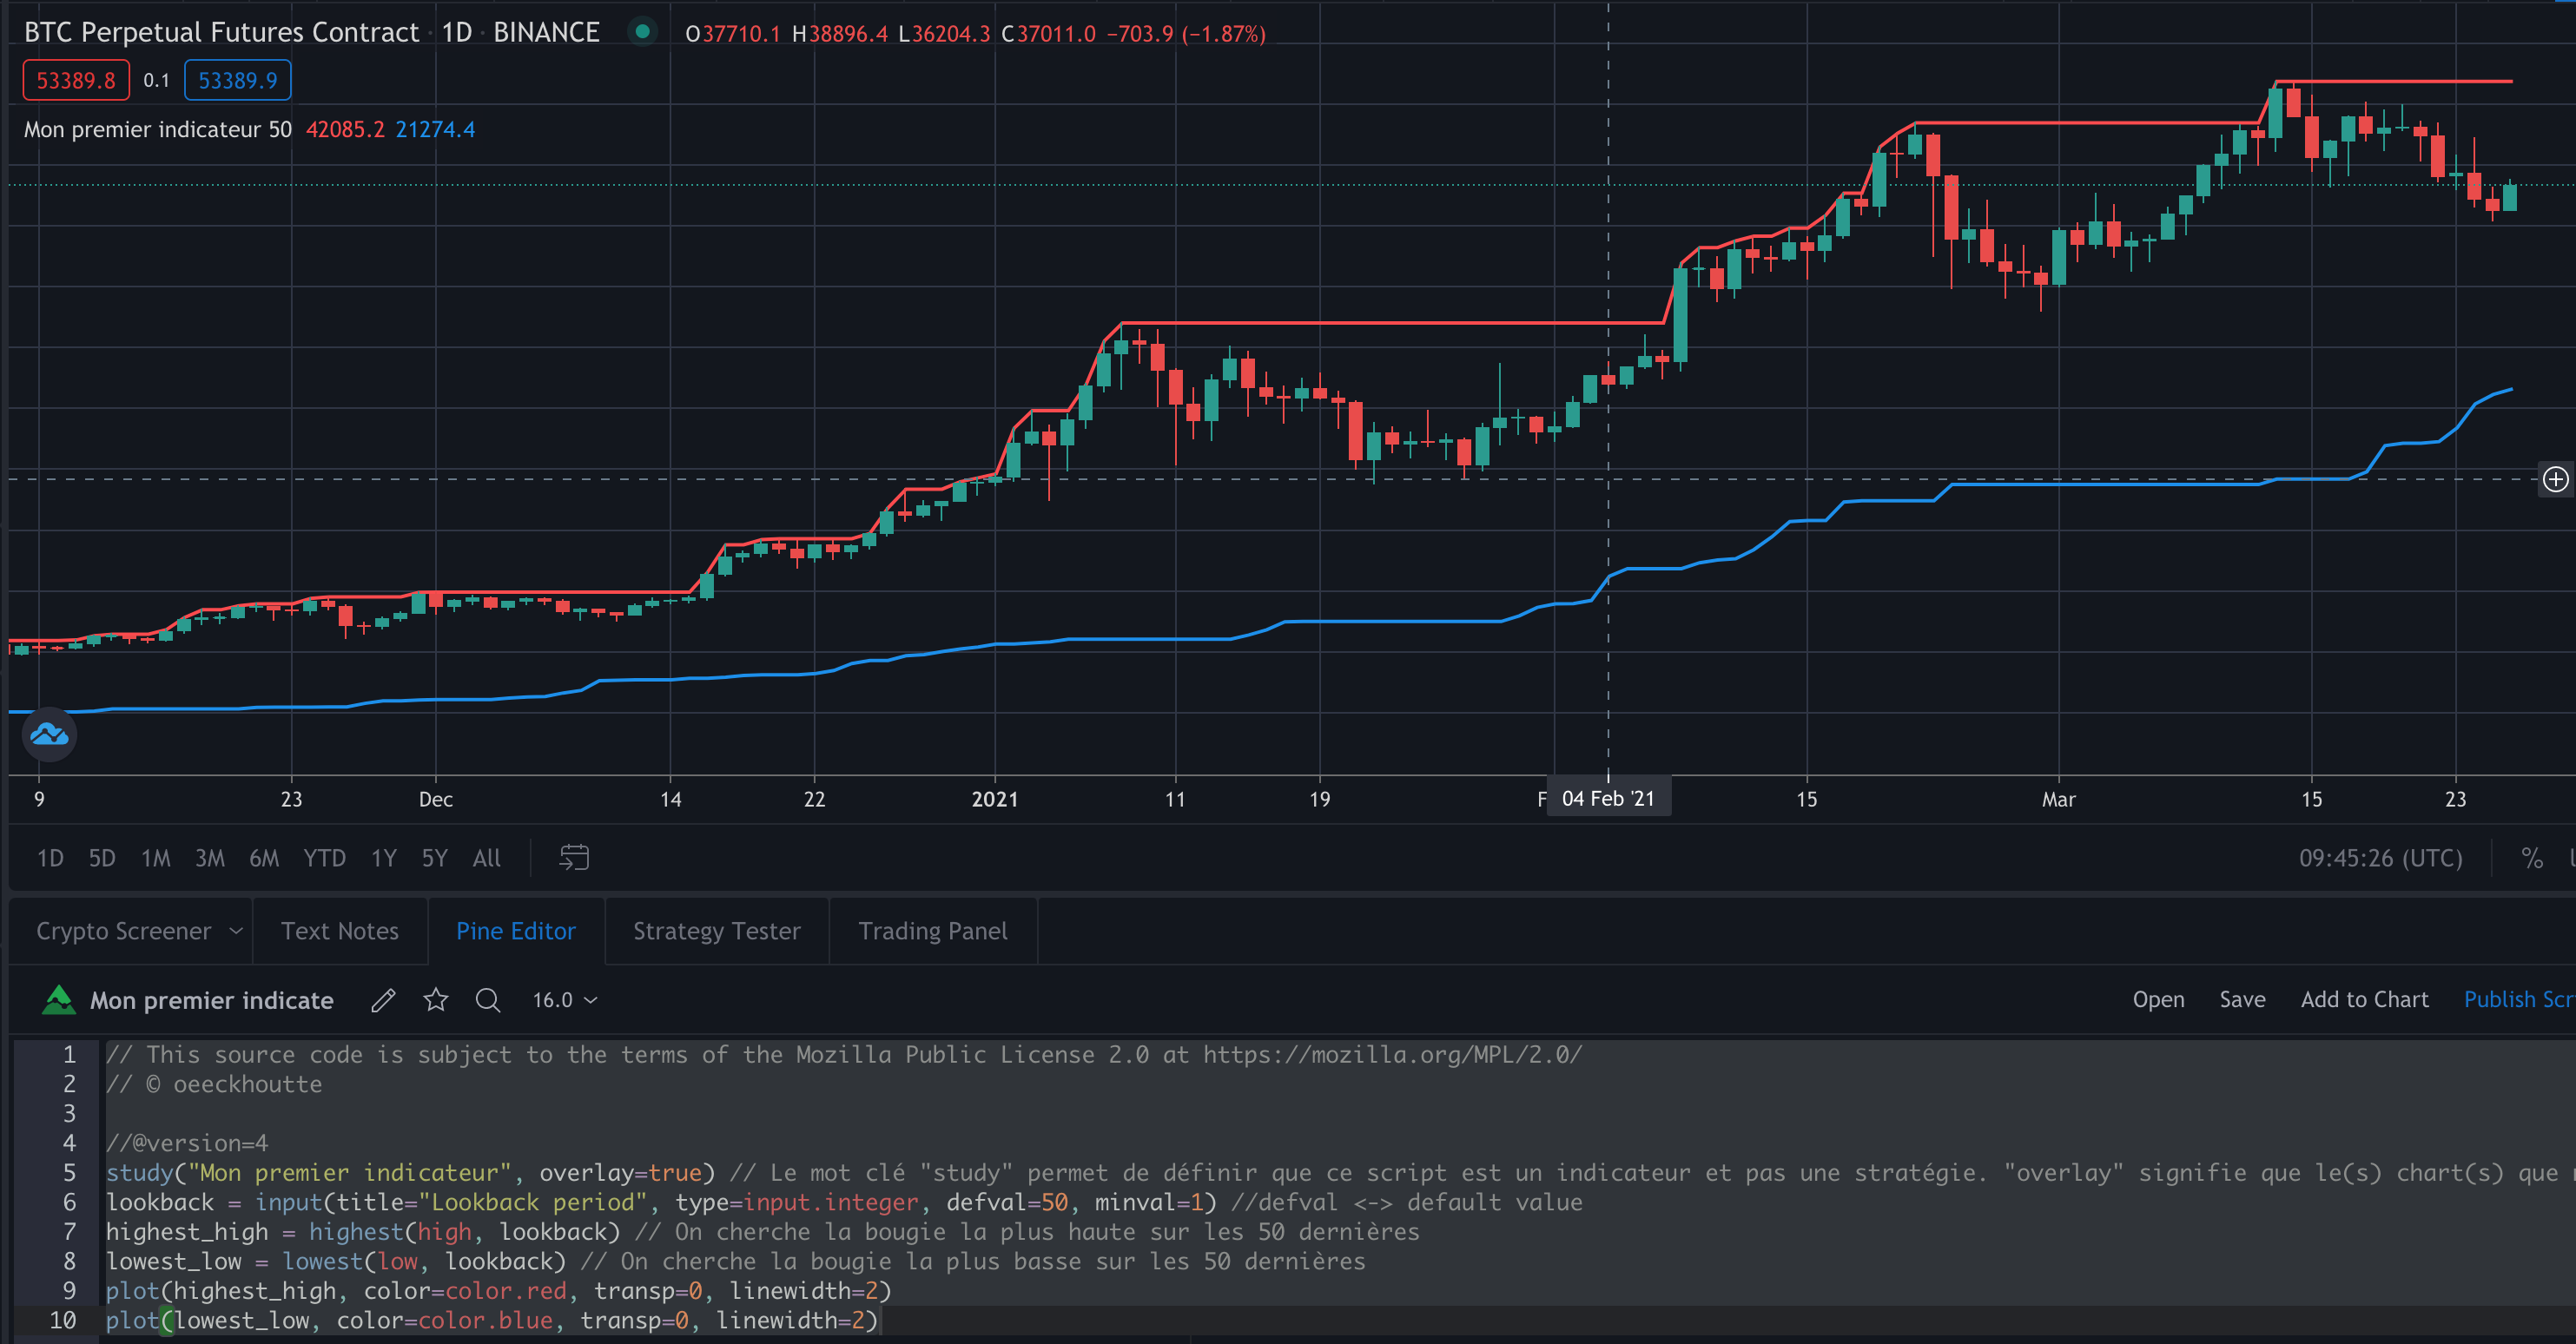 BTC Perpetual Futures Contract · 1D · BINANCE O37710.1 H38896.4 L36204.3 C37011.0 −703.9 (−1.87%)
53389.8 0.1 53389.9
Mon premier indicateur 50 42085.2 21274.4
9 23 Dec 14 22 2021 11 19 F 04 Feb '21 15 Mar 15 23
1D 5D 1M 3M 6M YTD 1Y 5Y All 09:45:26 (UTC) %
Crypto Screener Text Notes Pine Editor Strategy Tester Trading Panel
Mon premier indicate 16.0 Open Save Add to Chart Publish Scr
1 // This source code is subject to the terms of the Mozilla Public License 2.0 at https://mozilla.org/MPL/2.0/
2 // © oeeckhoutte
3
4 //@version=4
5 study("Mon premier indicateur", overlay=true) // Le mot clé "study" permet de définir que ce script est un indicateur et pas une stratégie. "overlay" signifie que le(s) chart(s) que
6 lookback = input(title="Lookback period", type=input.integer, defval=50, minval=1) //defval <-> default value
7 highest_high = highest(high, lookback) // On cherche la bougie la plus haute sur les 50 dernières
8 lowest_low = lowest(low, lookback) // On cherche la bougie la plus basse sur les 50 dernières
9 plot(highest_high, color=color.red, transp=0, linewidth=2)
10 plot(lowest_low, color=color.blue, transp=0, linewidth=2)